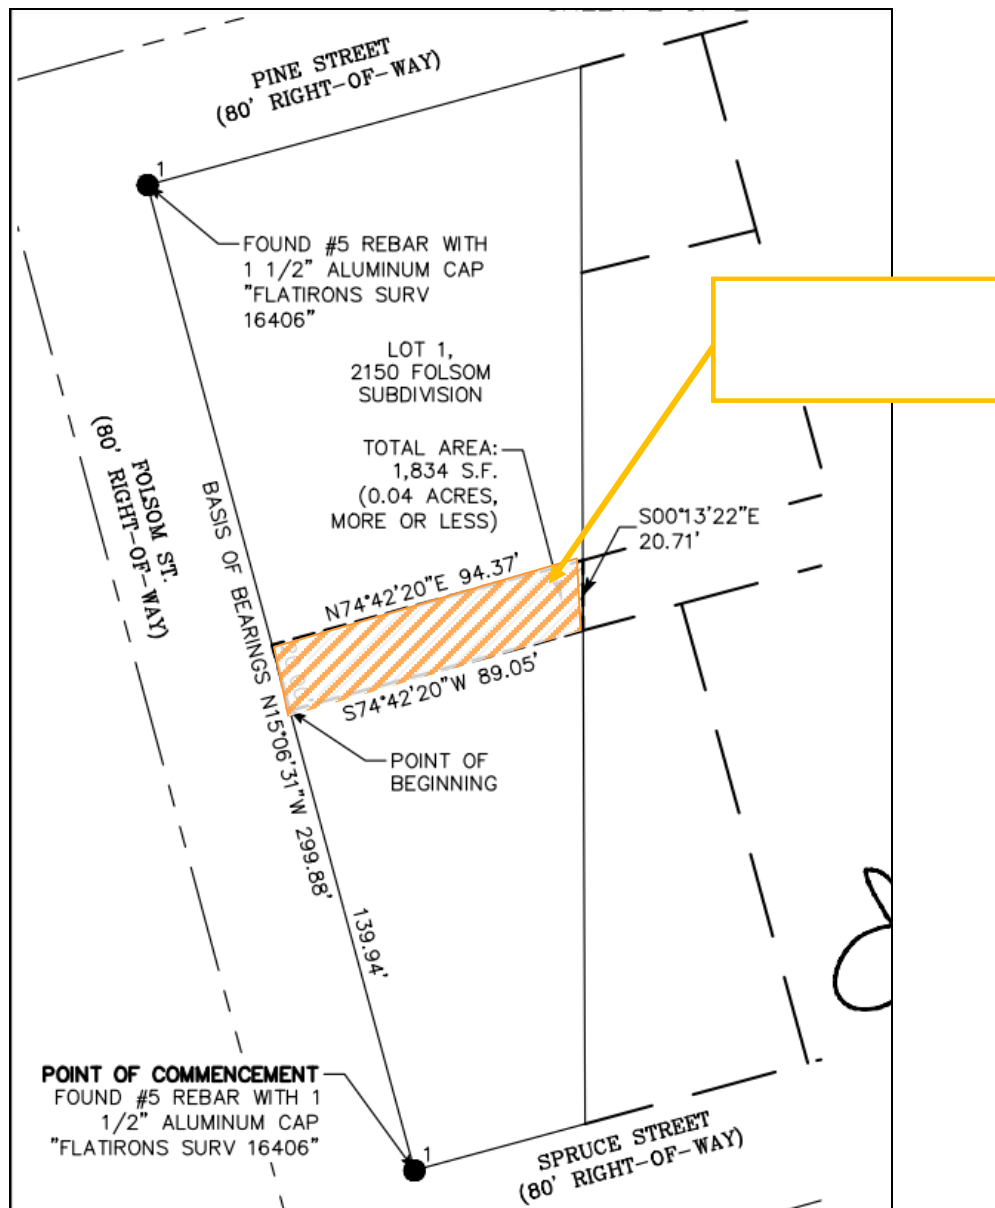 PINE STREET
(80' RIGHT-OF-WAY)
1
FOUND #5 REBAR WITH
1 1/2" ALUMINUM CAP
"FLATIRONS SURV
16406"
LOT 1,
2150 FOLSOM
SUBDIVISION
FOLSOM ST.
(80' RIGHT-OF-WAY)
TOTAL AREA:
1,834 S.F.
(0.04 ACRES,
MORE OR LESS)
S00°13'22"E
20.71'
BASIS OF BEARINGS N15°06'31"W 299.88'
N74°42'20"E 94.37'
S74°42'20"W 89.05'
POINT OF
BEGINNING
139.94'
POINT OF COMMENCEMENT
FOUND #5 REBAR WITH 1
1/2" ALUMINUM CAP
"FLATIRONS SURV 16406"
1
SPRUCE STREET
(80' RIGHT-OF-WAY)